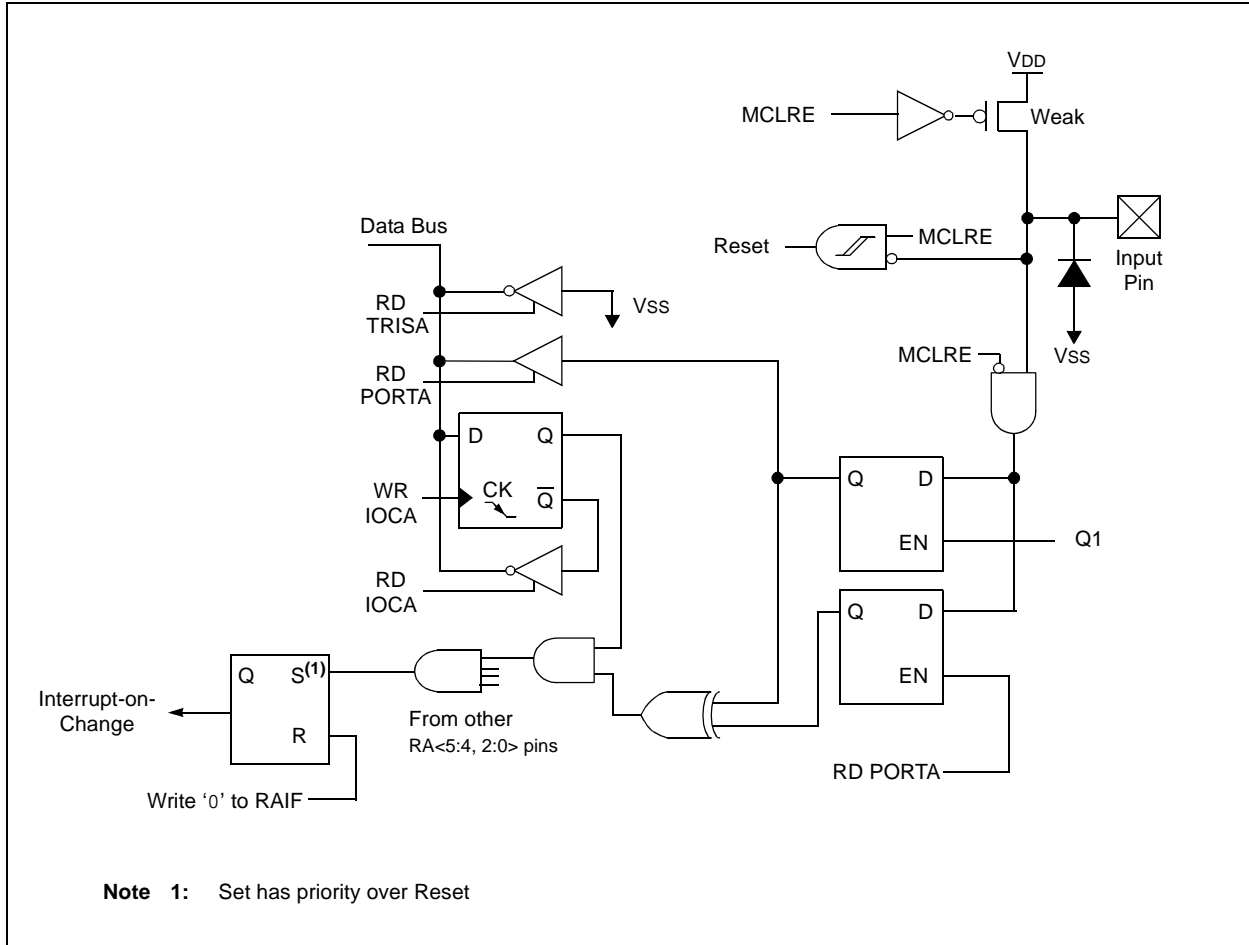 VDD
MCLRE
Weak
Data Bus
Reset
MCLRE
Input
Pin
RD
TRISA
VSS
VSS
MCLRE
RD
PORTA
D
Q
Q
D
WR
IOCA
CK
Q
EN
Q1
RD
IOCA
Q
D
Q
S(1)
EN
Interrupt-on-
Change
From other
RA<5:4, 2:0> pins
R
RD PORTA
Write ‘0’ to RAIF
Note 1: Set has priority over Reset